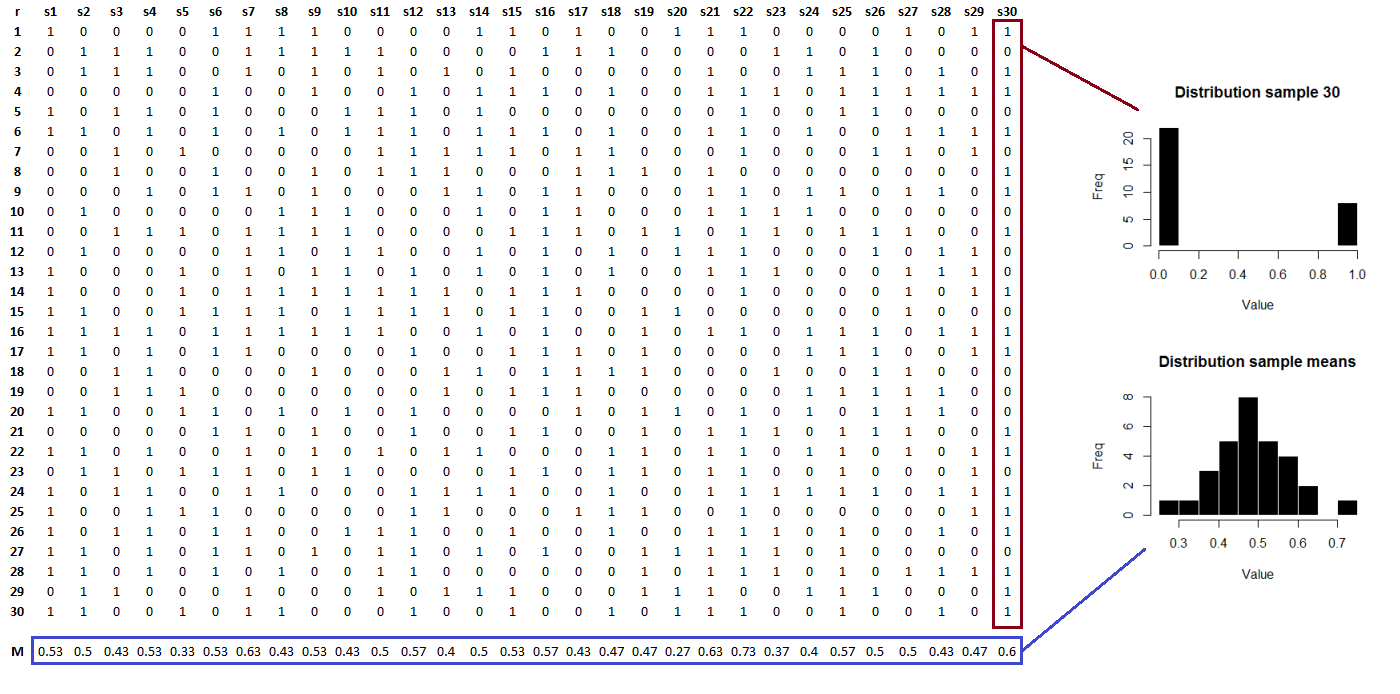 r s1 s2 s3 s4 s5 s6 s7 s8 s9 s10 s11 s12 s13 s14 s15 s16 s17 s18 s19 s20 s21 s22 s23 s24 s25 s26 s27 s28 s29 s30
1 1 0 0 0 0 1 1 1 1 0 0 0 0 1 1 0 1 0 0 1 1 1 0 0 0 0 1 0 1 1
2 0 1 1 1 0 0 1 1 1 1 1 0 0 0 0 1 1 1 0 0 0 0 1 1 0 1 0 0 0 0
3 0 1 1 1 0 0 1 0 1 0 1 0 1 0 1 0 0 0 0 0 1 0 0 1 1 1 0 1 0 1
4 0 0 0 0 0 1 0 0 1 0 0 1 0 1 1 1 0 1 0 0 1 1 1 0 1 1 1 1 1 1
5 1 0 1 1 0 1 0 0 0 1 1 1 0 1 0 0 0 0 0 0 1 1 0 0 1 1 0 0 0 0
6 1 1 0 1 0 1 0 1 0 1 1 1 0 1 1 1 0 1 0 0 1 1 0 1 0 0 1 1 1 1
7 0 0 1 0 1 0 0 0 0 0 1 1 1 1 1 0 1 1 0 0 0 1 0 0 0 1 1 0 1 0
8 0 0 1 0 0 1 0 0 1 0 1 1 1 0 0 0 1 1 1 0 1 0 0 0 0 0 0 0 0 1
9 0 0 0 1 0 1 1 0 1 0 0 0 1 1 0 1 1 0 0 0 1 1 0 1 1 0 1 1 0 1
10 0 1 0 0 0 0 0 1 1 1 0 0 0 1 0 1 1 0 0 0 1 1 1 1 0 0 0 0 0 0
11 0 0 1 1 1 0 1 1 1 1 0 0 0 0 1 1 1 0 1 1 0 1 1 0 0 1 1 1 0 1
12 0 1 0 0 0 0 1 1 0 1 1 0 0 1 0 0 1 0 0 0 1 1 0 0 0 1 0 1 1 0
13 1 0 0 0 1 0 1 0 1 1 0 1 0 0 1 0 1 0 1 0 0 1 1 1 0 0 1 1 1 0
14 1 0 0 0 1 0 1 1 1 1 1 1 1 0 1 1 1 0 0 0 0 1 0 0 0 0 1 0 1 1
15 1 1 0 0 1 1 1 1 0 1 1 1 1 0 1 0 0 1 0 1 0 0 0 0 0 0 1 0 0 0
16 1 1 1 1 0 1 1 1 1 1 1 0 0 1 0 1 0 0 1 0 1 1 1 0 1 1 1 0 1 1
17 1 1 0 1 0 1 1 0 0 0 0 1 0 0 1 1 1 0 1 0 0 0 0 1 1 1 0 0 1 1
18 0 0 1 1 0 0 0 0 1 0 0 0 1 1 0 1 1 1 1 0 0 0 1 0 0 1 1 0 0 1
19 0 0 1 1 1 0 0 0 0 0 0 0 1 0 1 1 1 0 0 0 0 0 0 1 1 1 1 1 0 0
20 1 1 0 0 1 1 0 1 0 1 0 1 0 0 0 0 1 0 1 1 0 1 0 1 0 1 1 1 0 0
21 0 0 0 0 0 1 1 0 1 0 0 1 0 0 1 1 0 0 1 0 1 1 1 0 1 1 1 0 0 1
22 1 1 0 0 0 1 1 0 1 0 1 0 1 1 0 0 0 1 1 0 1 1 0 0 1 0 1 1 0 1
23 0 1 1 0 1 1 1 0 1 1 0 0 0 0 1 1 0 1 1 0 0 1 0 0 1 0 0 0 1 0
24 1 0 1 1 0 0 1 1 0 0 0 1 1 1 1 0 0 1 0 0 1 1 1 1 1 1 0 1 1 1
25 1 0 0 1 1 1 0 0 0 0 0 0 0 1 0 0 1 1 1 0 1 0 0 0 0 0 0 0 1 1
26 1 0 1 1 0 1 1 0 0 1 1 1 0 0 1 0 0 0 1 0 0 1 1 0 1 0 0 1 0 1
27 1 1 0 1 0 1 1 0 1 0 1 1 0 1 0 1 0 0 1 1 1 1 1 0 0 0 1 0 0 0
28 1 1 0 1 0 1 0 1 0 0 1 1 0 0 0 0 0 0 1 0 1 1 1 0 1 0 1 1 1 1
29 0 1 1 0 0 0 1 0 0 0 1 0 1 1 1 0 1 0 0 1 1 1 0 0 1 1 1 0 0 1
30 1 1 0 0 1 0 1 1 0 0 0 1 0 0 1 0 0 1 0 1 1 1 0 0 1 0 0 1 0 1
M 0.53 0.5 0.43 0.53 0.33 0.53 0.63 0.43 0.53 0.43 0.5 0.57 0.4 0.5 0.53 0.57 0.43 0.47 0.47 0.27 0.63 0.73 0.37 0.4 0.57 0.5 0.5 0.43 0.47 0.6
Distribution sample 30
Freq
20
15
10
5
0
0.0 0.2 0.4 0.6 0.8 1.0
Value
Distribution sample means
Freq
8
6
4
2
0
0.3 0.4 0.5 0.6 0.7
Value